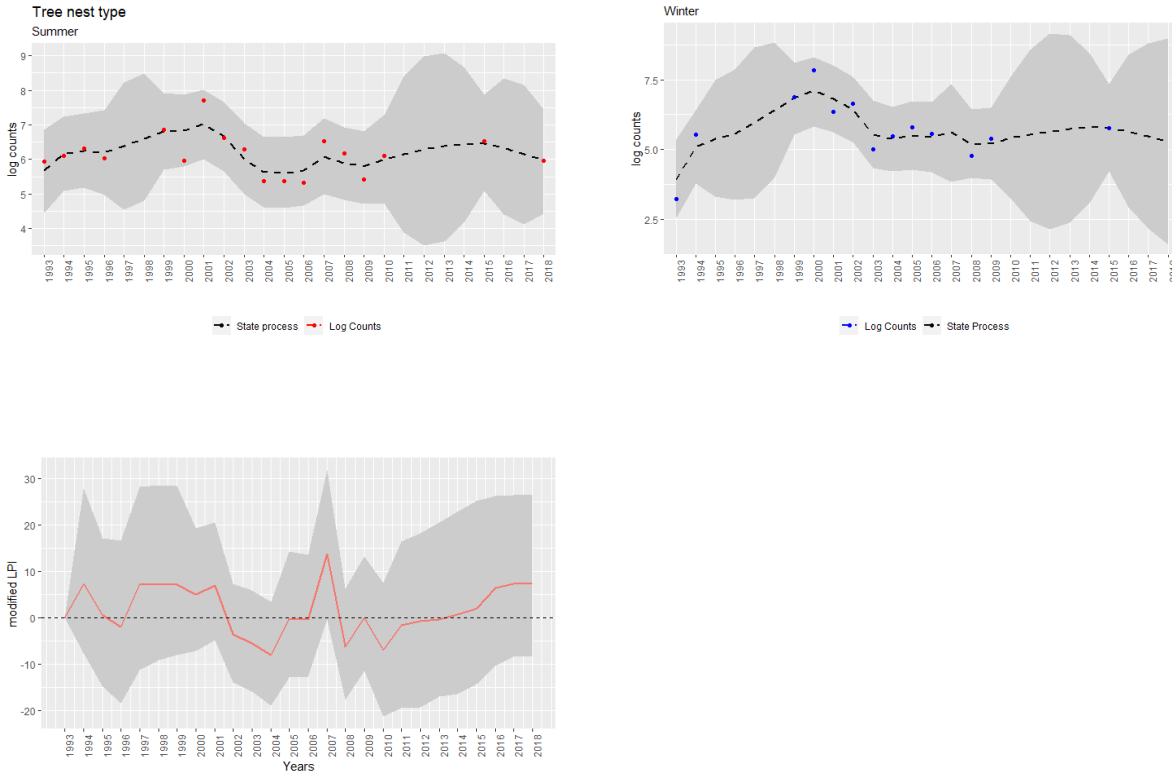 Tree nest type
Summer
9
8
7
6
5
4
log counts
1993 1994 1995 1996 1997 1998 1999 2000 2001 2002 2003 2004 2005 2006 2007 2008 2009 2010 2011 2012 2013 2014 2015 2016 2017 2018
State process Log Counts
Winter
7.5
5.0
2.5
log counts
1993 1994 1995 1996 1997 1998 1999 2000 2001 2002 2003 2004 2005 2006 2007 2008 2009 2010 2011 2012 2013 2014 2015 2016 2017
Log Counts State Process
30
20
10
0
-10
-20
modified LPI
1993 1994 1995 1996 1997 1999 1999 2000 2001 2002 2003 2004 2005 2006 2007 2008 2009 2010 2011 2012 2013 2014 2015 2016 2017 2018
Years